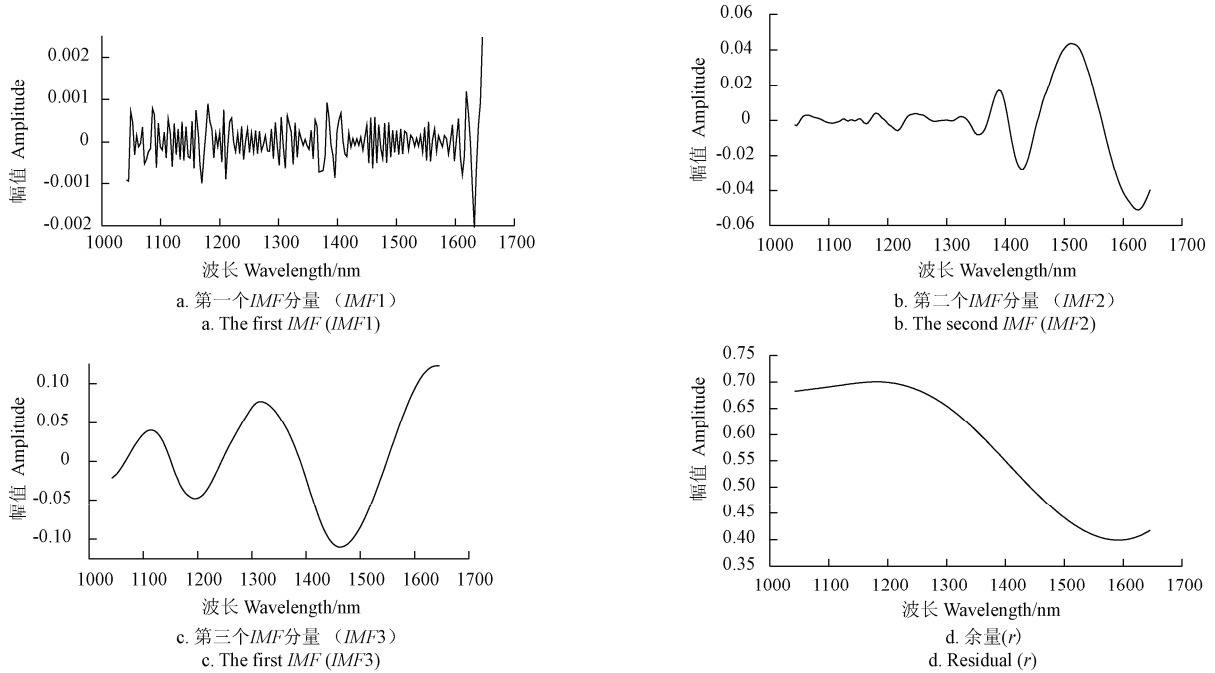 0.002
0.001
0
-0.001
-0.002
幅值 Amplitude
1000 1100 1200 1300 1400 1500 1600 1700
波长 Wavelength/nm
a. 第一个IMF分量 （IMF1）
a. The first IMF (IMF1)
0.06
0.04
0.02
0
-0.02
-0.04
-0.06
幅值 Amplitude
1000 1100 1200 1300 1400 1500 1600 1700
波长 Wavelength/nm
b. 第二个IMF分量 （IMF2）
b. The second IMF (IMF2)
0.10
0.05
0
-0.05
-0.10
幅值 Amplitude
1000 1100 1200 1300 1400 1500 1600 1700
波长 Wavelength/nm
c. 第三个IMF分量 （IMF3）
c. The first IMF (IMF3)
0.75
0.70
0.65
0.60
0.55
0.50
0.45
0.40
0.35
幅值 Amplitude
1000 1100 1200 1300 1400 1500 1600 1700
波长 Wavelength/nm
d. 余量(r)
d. Residual (r)